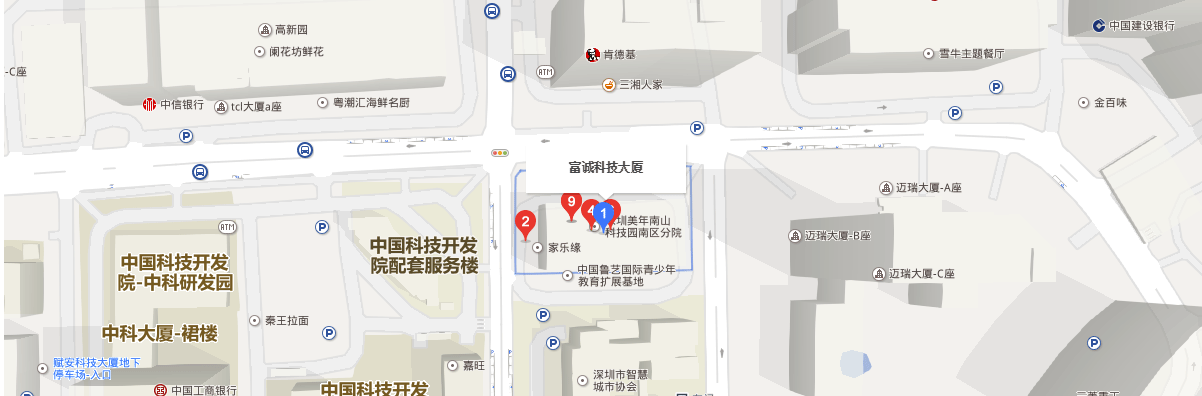 高新园
阑花坊鲜花
-C座
中信银行
tcl大厦a座
粤潮汇海鲜名厨
肯德基
ATM
三湘人家
中国建设银行
雪牛主题餐厅
金百味
P
P
P
P
富诚科技大厦
迈瑞大厦-A座
迈瑞大厦-B座
迈瑞大厦-C座
9
4
1
2
圳美年南山
科技园南区分院
家乐缘
中国鲁艺国际青少年
教育扩展基地
ATM
P
中国科技开发
院配套服务楼
中国科技开发
院-中科研发园
中科大厦-裙楼
秦王拉面
P
P
P
P
赋安科技大厦地下
停车场-入口
中国工商银行
中国科技开发
嘉旺
深圳市智慧
城市协会